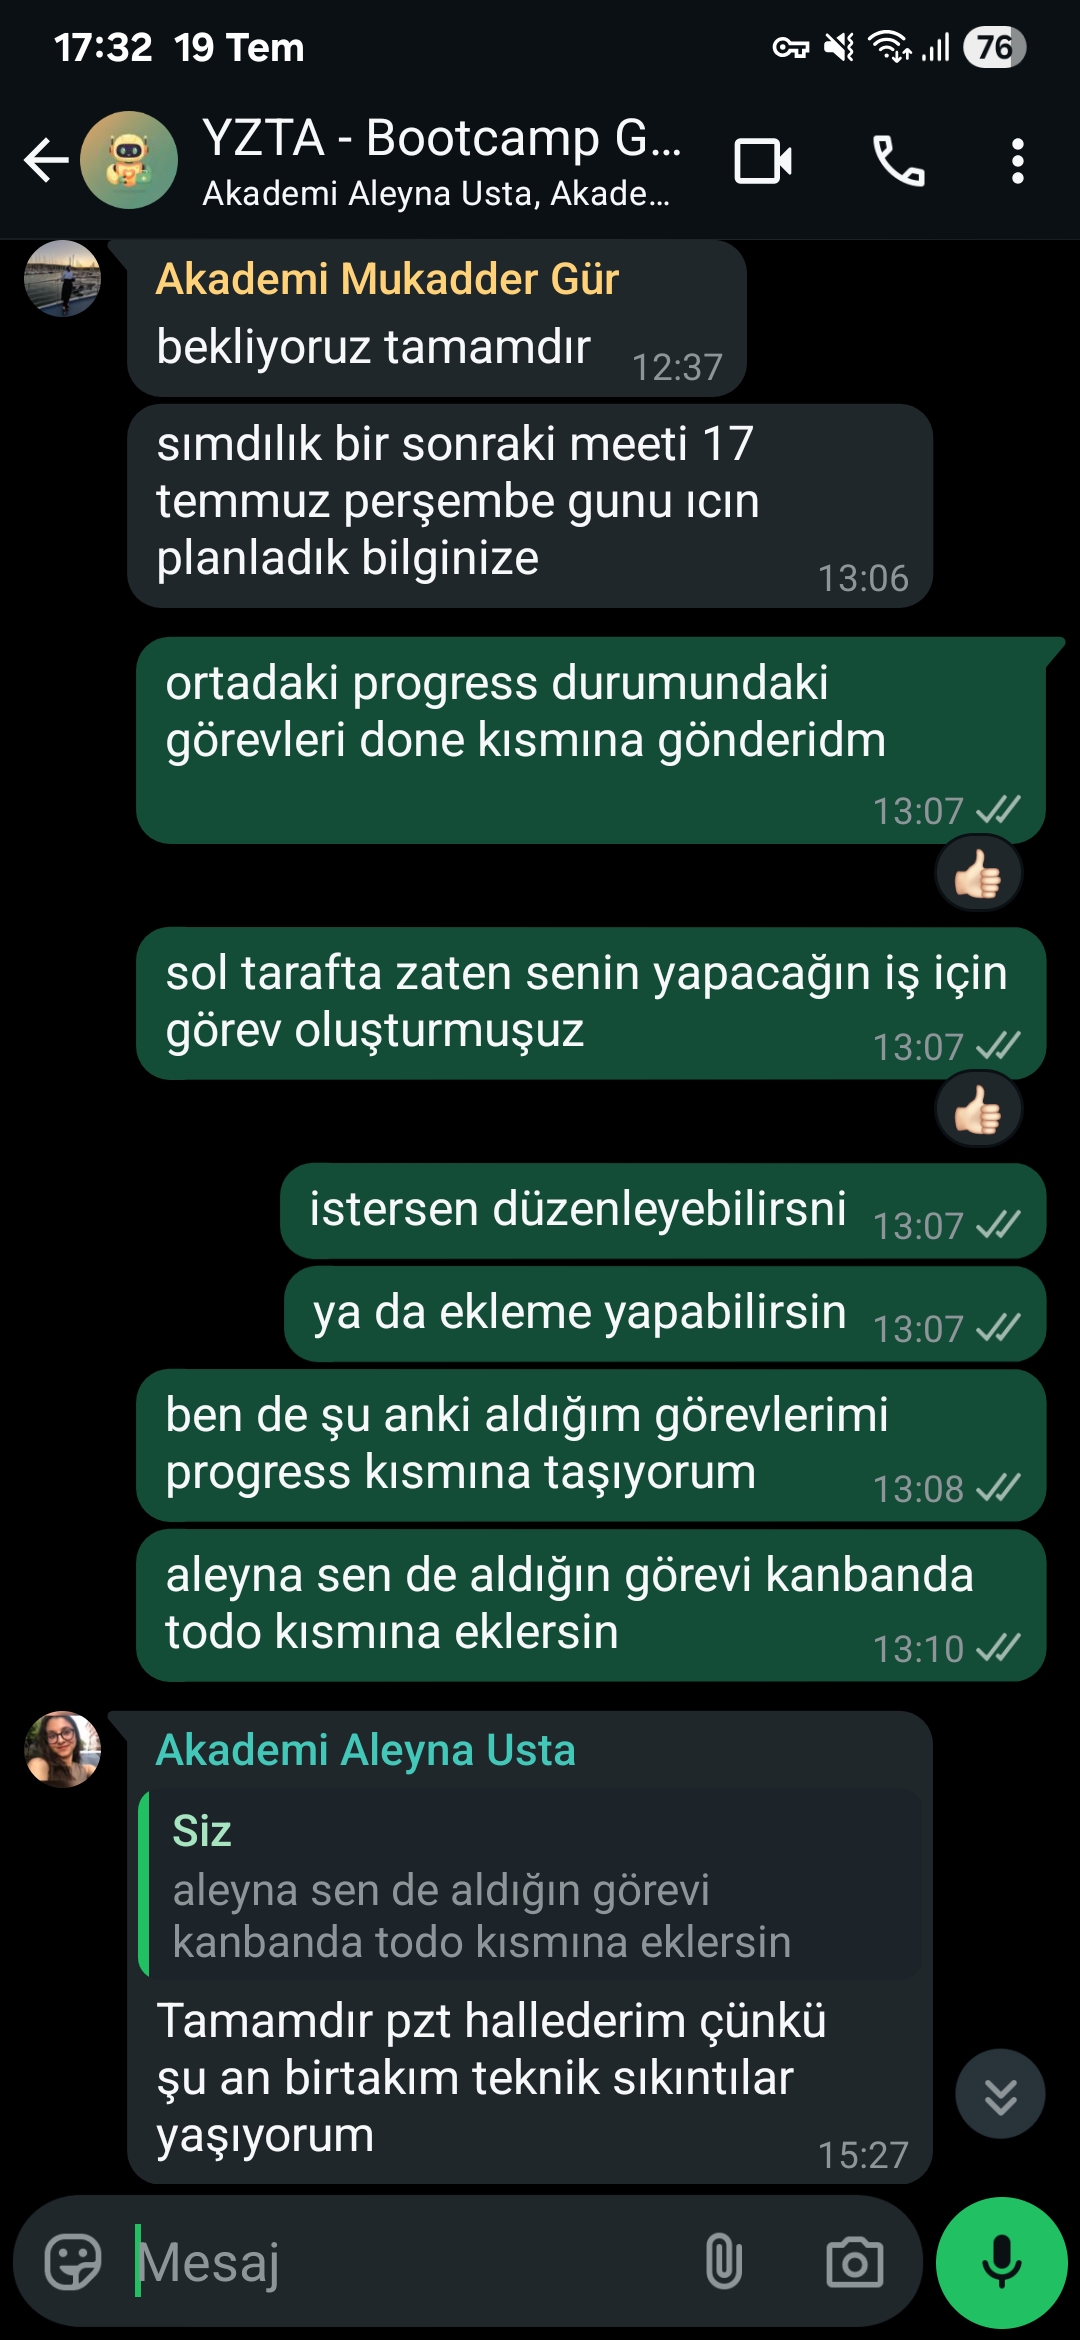 17:32 19 Tem
76
YZTA - Bootcamp G...
Akademi Aleyna Usta, Akade...
Akademi Mukadder Gür
bekliyoruz tamamdır
12:37
sımdılık bir sonraki meeti 17
temmuz perşembe gunu ıcın
planladık bilginize
13:06
ortadaki progress durumundaki
görevleri done kısmına gönderidm
13:07
sol tarafta zaten senin yapacağın iş için
görev oluşturmuşuz
13:07
istersen düzenleyebilirsni
13:07
ya da ekleme yapabilirsin
13:07
ben de şu anki aldığım görevlerimi
progress kısmına taşıyorum
13:08
aleyna sen de aldığın görevi kanbanda
todo kısmına eklersin
13:10
Akademi Aleyna Usta
Siz
aleyna sen de aldığın görevi
kanbanda todo kısmına eklersin
Tamamdır pzt hallederim çünkü
şu an birtakım teknik sıkıntılar
yaşıyorum
15:27
Mesaj